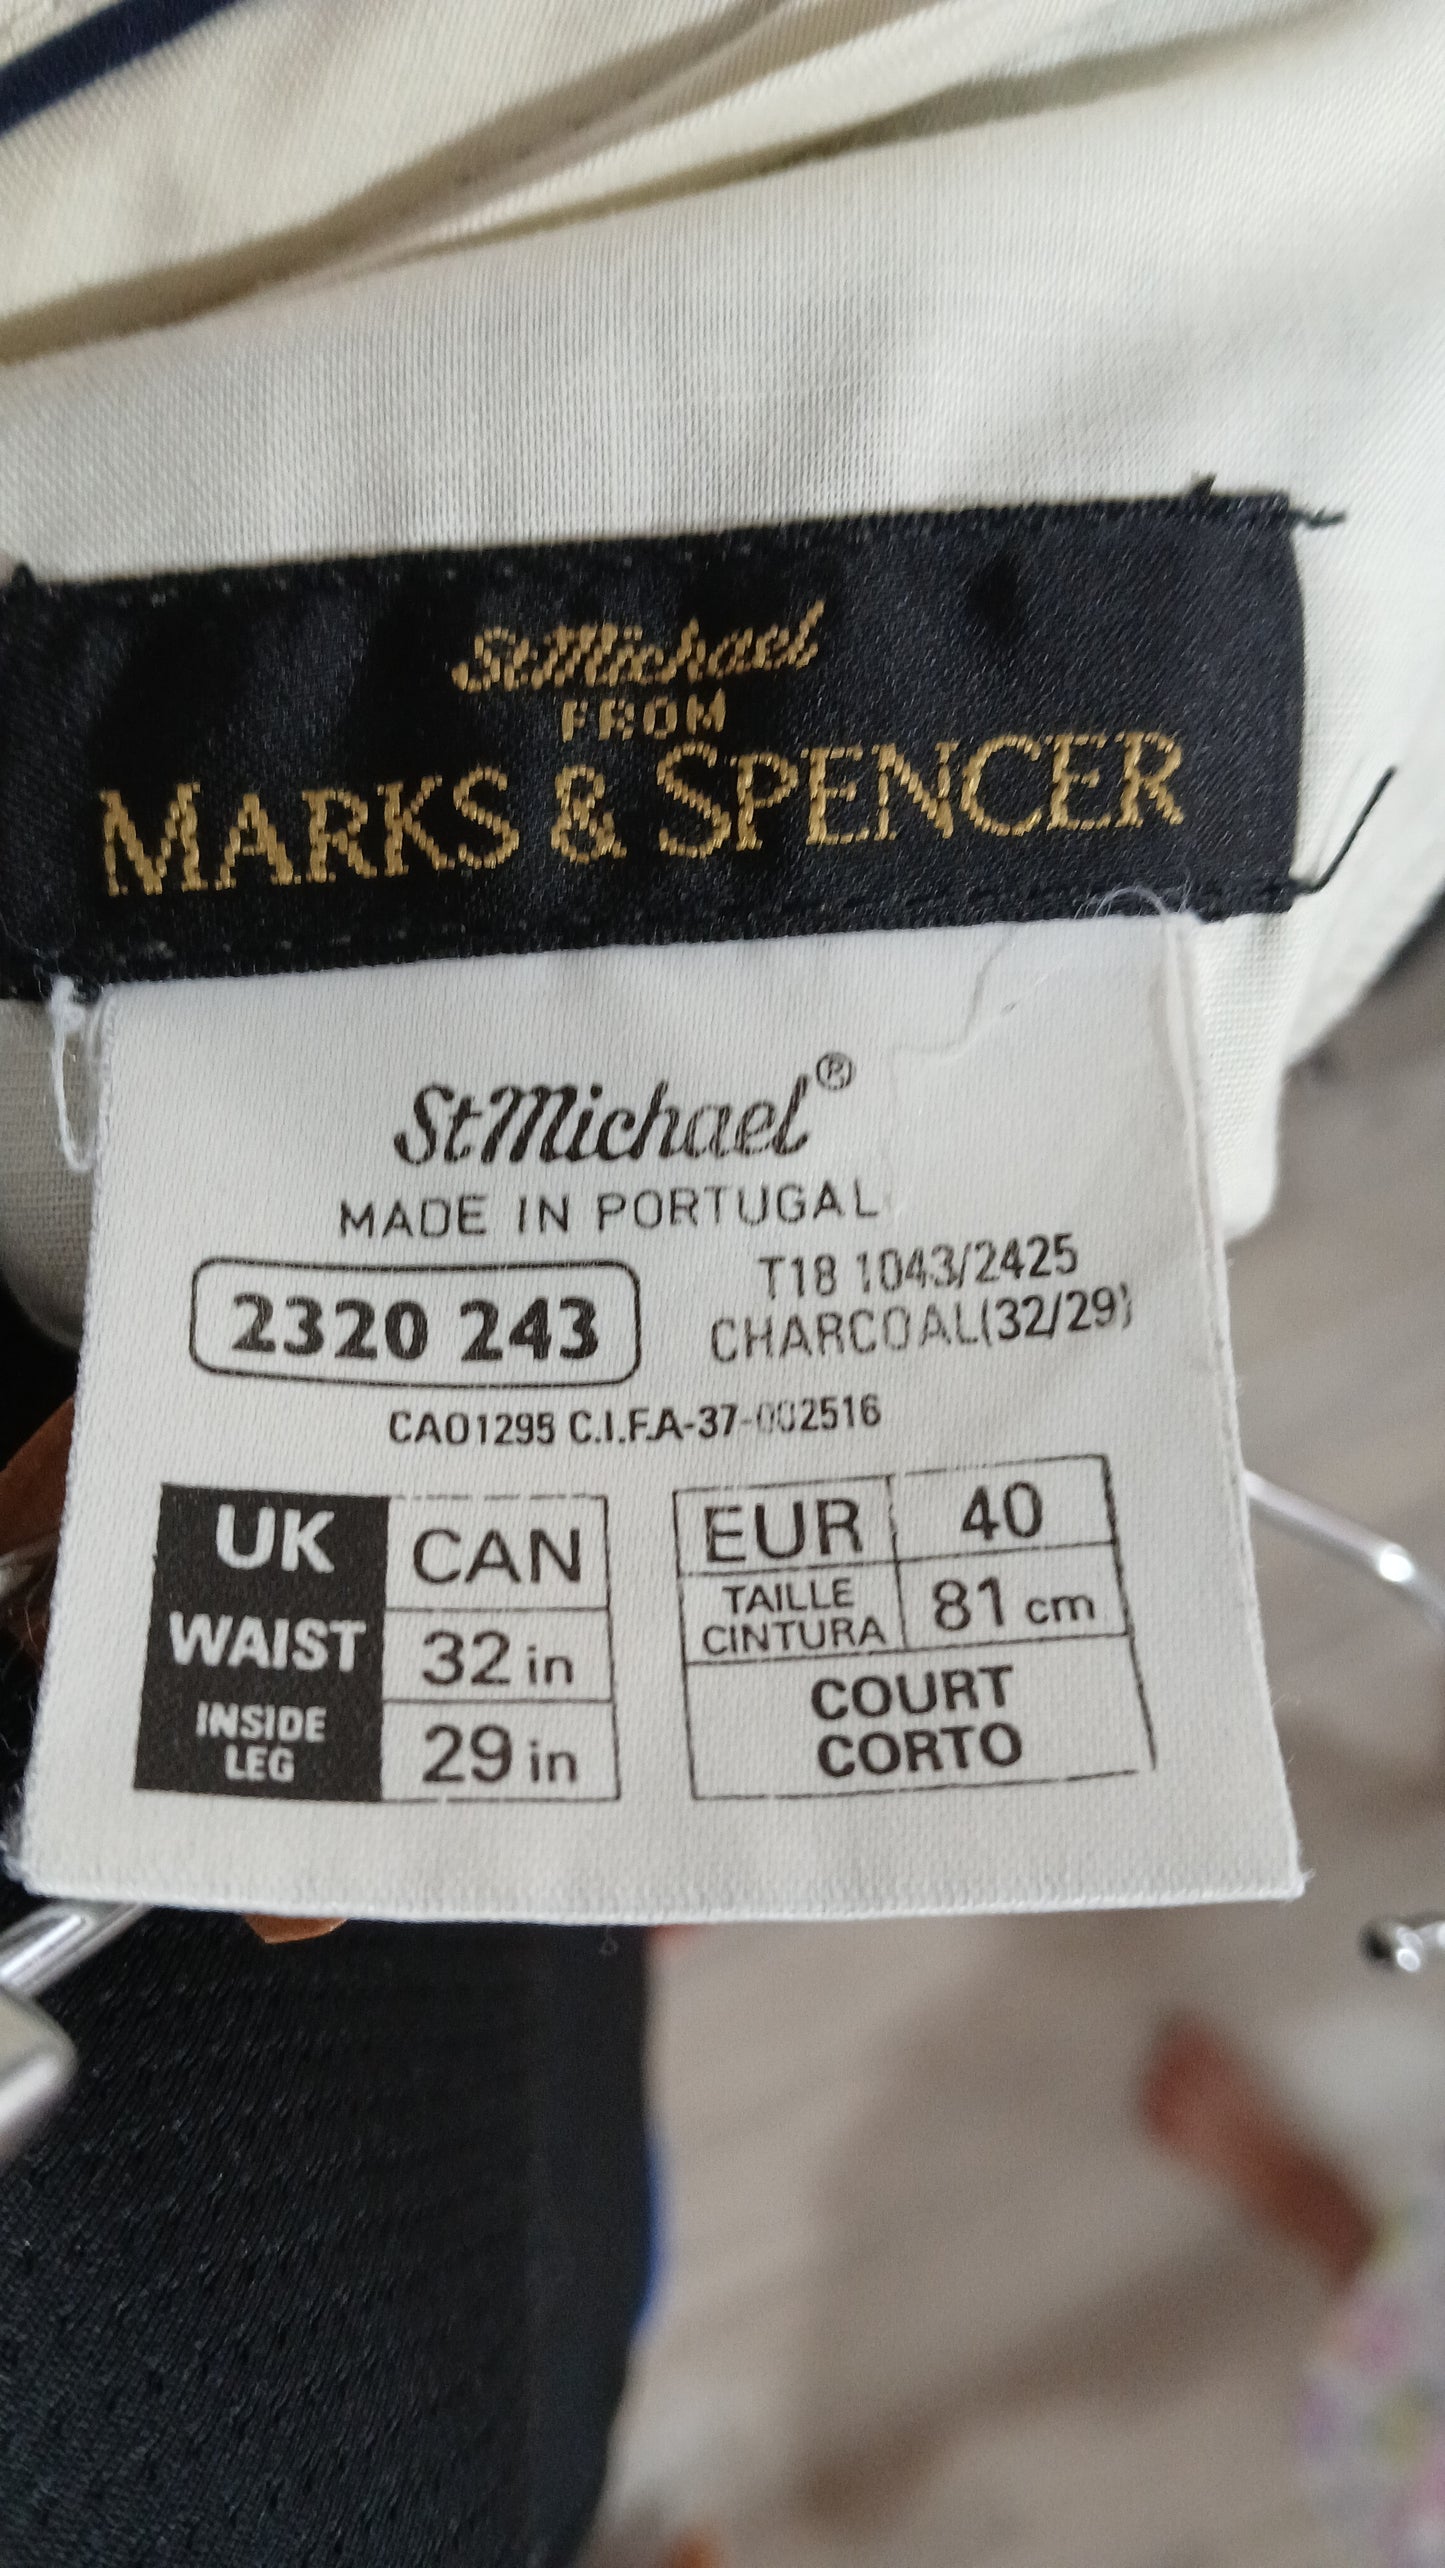 St Michael
FROM
MARKS & SPENCER
St Michael®
MADE IN PORTUGAL
2320 243
T18 1043/2425
CHARCOAL(32/29)
CA01295 C.I.F.A-37-002516
UK CAN
WAIST 32 in
INSIDE LEG 29 in
EUR 40
TAILLE CINTURA 81 cm
COURT
CORTO